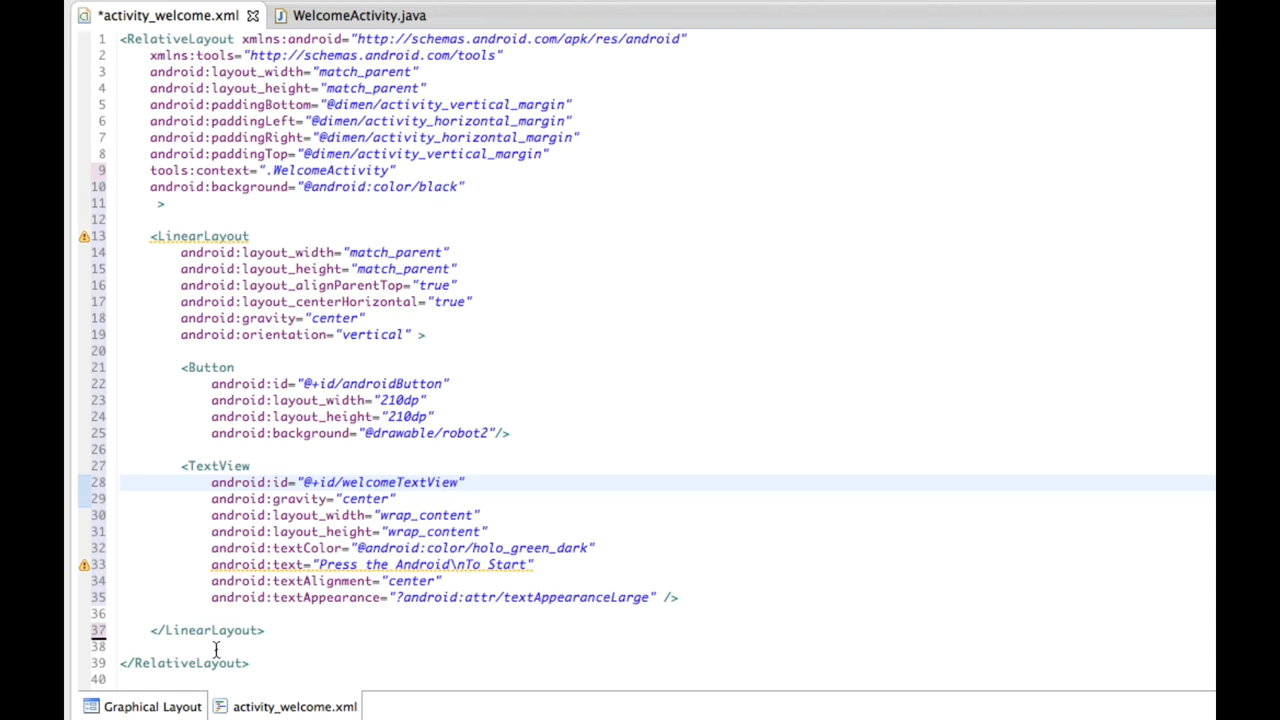 *activity_welcome.xml WelcomeActivity.java
1 <RelativeLayout xmlns:android="http://schemas.android.com/apk/res/android"
2 xmlns:tools="http://schemas.android.com/tools"
3 android:layout_width="match_parent"
4 android:layout_height="match_parent"
5 android:paddingBottom="@dimen/activity_vertical_margin"
6 android:paddingLeft="@dimen/activity_horizontal_margin"
7 android:paddingRight="@dimen/activity_horizontal_margin"
8 android:paddingTop="@dimen/activity_vertical_margin"
9 tools:context=".WelcomeActivity"
10 android:background="@android:color/black"
11 >
12
13 <LinearLayout
14 android:layout_width="match_parent"
15 android:layout_height="match_parent"
16 android:layout_alignParentTop="true"
17 android:layout_centerHorizontal="true"
18 android:gravity="center"
19 android:orientation="vertical" >
20
21 <Button
22 android:id="@+id/androidButton"
23 android:layout_width="210dp"
24 android:layout_height="210dp"
25 android:background="@drawable/robot2"/>
26
27 <TextView
28 android:id="@+id/welcomeTextView"
29 android:gravity="center"
30 android:layout_width="wrap_content"
31 android:layout_height="wrap_content"
32 android:textColor="@android:color/holo_green_dark"
33 android:text="Press the Android\nTo Start"
34 android:textAlignment="center"
35 android:textAppearance="?android:attr/textAppearanceLarge" />
36
37 </LinearLayout>
38
39 </RelativeLayout>
40
Graphical Layout activity_welcome.xml